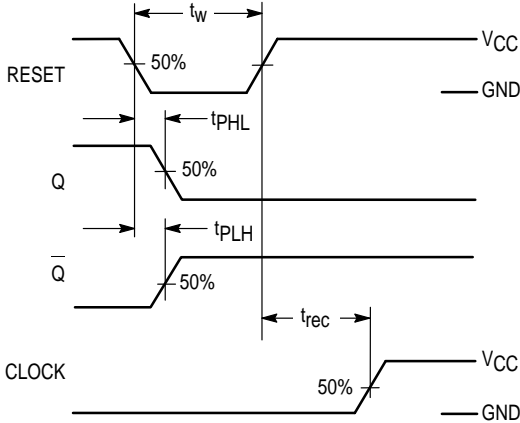 tw
VCC
RESET
50%
GND
tPHL
Q
50%
tPLH
Q̅
50%
trec
CLOCK
VCC
50%
GND